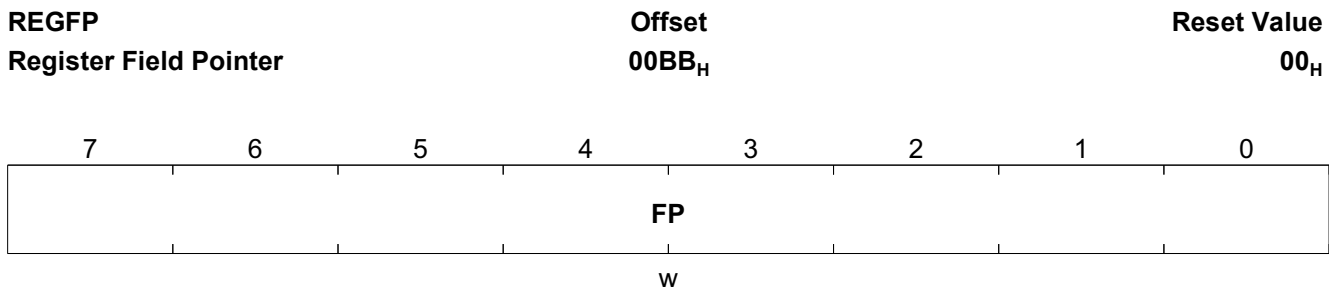 REGFP Offset Reset Value
Register Field Pointer 00BBH 00H
7 6 5 4 3 2 1 0
FP
w